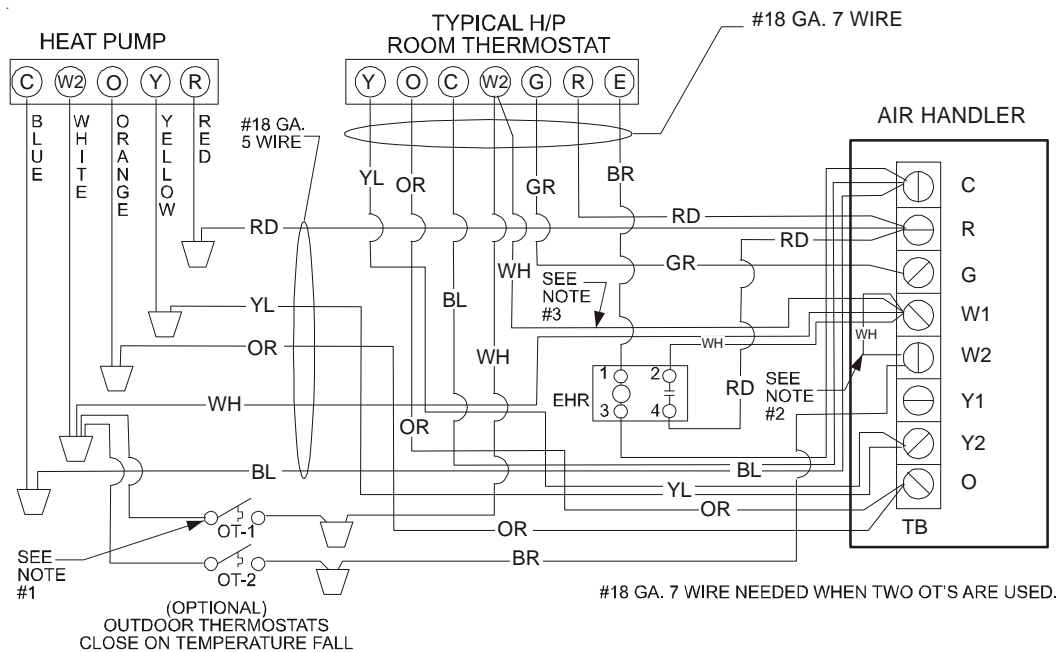 #18 GA. 7 WIRE
TYPICAL H/P
ROOM THERMOSTAT
HEAT PUMP
C W2 O Y R
Y O C W2 G R E
BLUE
WHITE
ORANGE
YELLOW
RED
#18 GA.
5 WIRE
AIR HANDLER
YL
OR
GR
BR
C
RD
RD
RD
R
WH
SEE
NOTE
#3
GR
G
YL
BL
W1
OR
WH
WH
WH
W2
1 2
EHR
3 4
RD
SEE
NOTE
#2
WH
Y1
OR
Y2
BL
BL
YL
O
OR
OT-1
OR
TB
SEE
NOTE
#1
OT-2
BR
#18 GA. 7 WIRE NEEDED WHEN TWO OT'S ARE USED.
(OPTIONAL)
OUTDOOR THERMOSTATS
CLOSE ON TEMPERATURE FALL